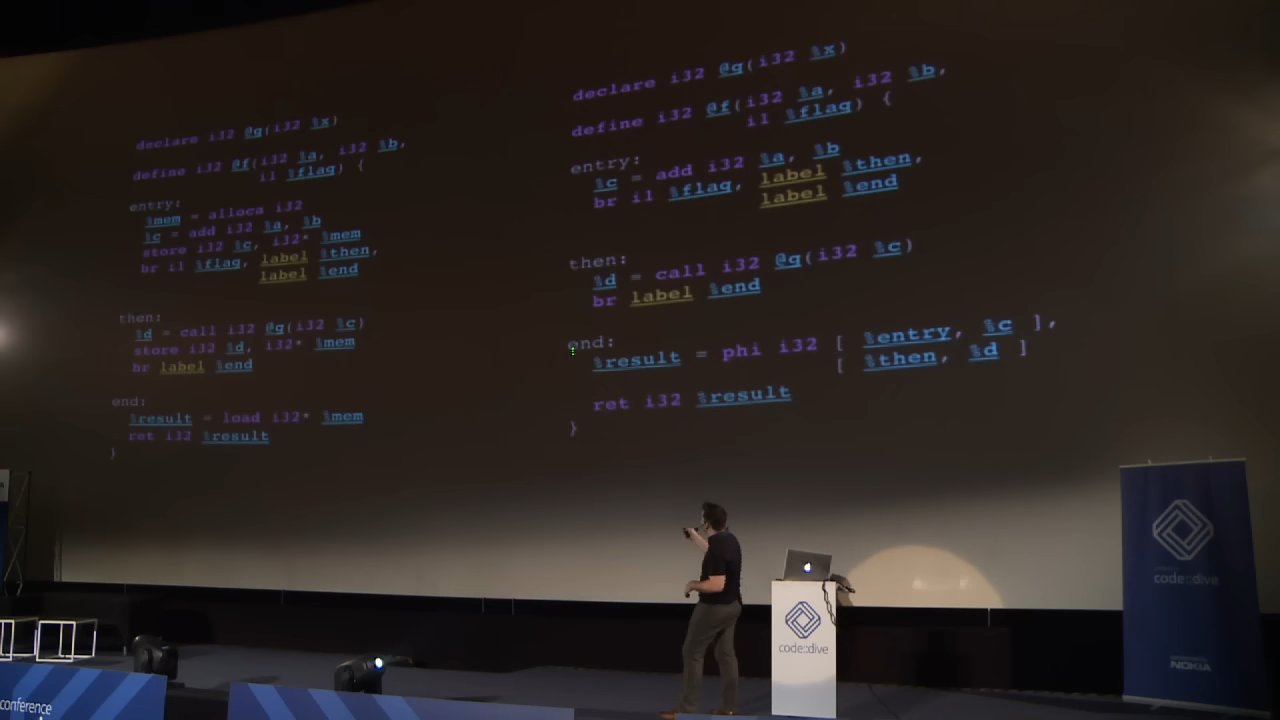 declare i32 @g(i32 %x)
define i32 @f(i32 %a, i32 %b,
i1 %flag) {
entry:
%mem = alloca i32
%c = add i32 %a, %b
store i32 %c, i32* %mem
br i1 %flag, label %then,
label %end
then:
%d = call i32 @g(i32 %c)
store i32 %d, i32* %mem
br label %end
end:
%result = load i32* %mem
ret i32 %result
}
declare i32 @g(i32 %x)
define i32 @f(i32 %a, i32 %b,
i1 %flag) {
entry:
%c = add i32 %a, %b
br i1 %flag, label %then,
label %end
then:
%d = call i32 @g(i32 %c)
br label %end
end:
%result = phi i32 [ %entry, %c ],
[ %then, %d ]
ret i32 %result
}
code::dive
code::dive
NOKIA
conference